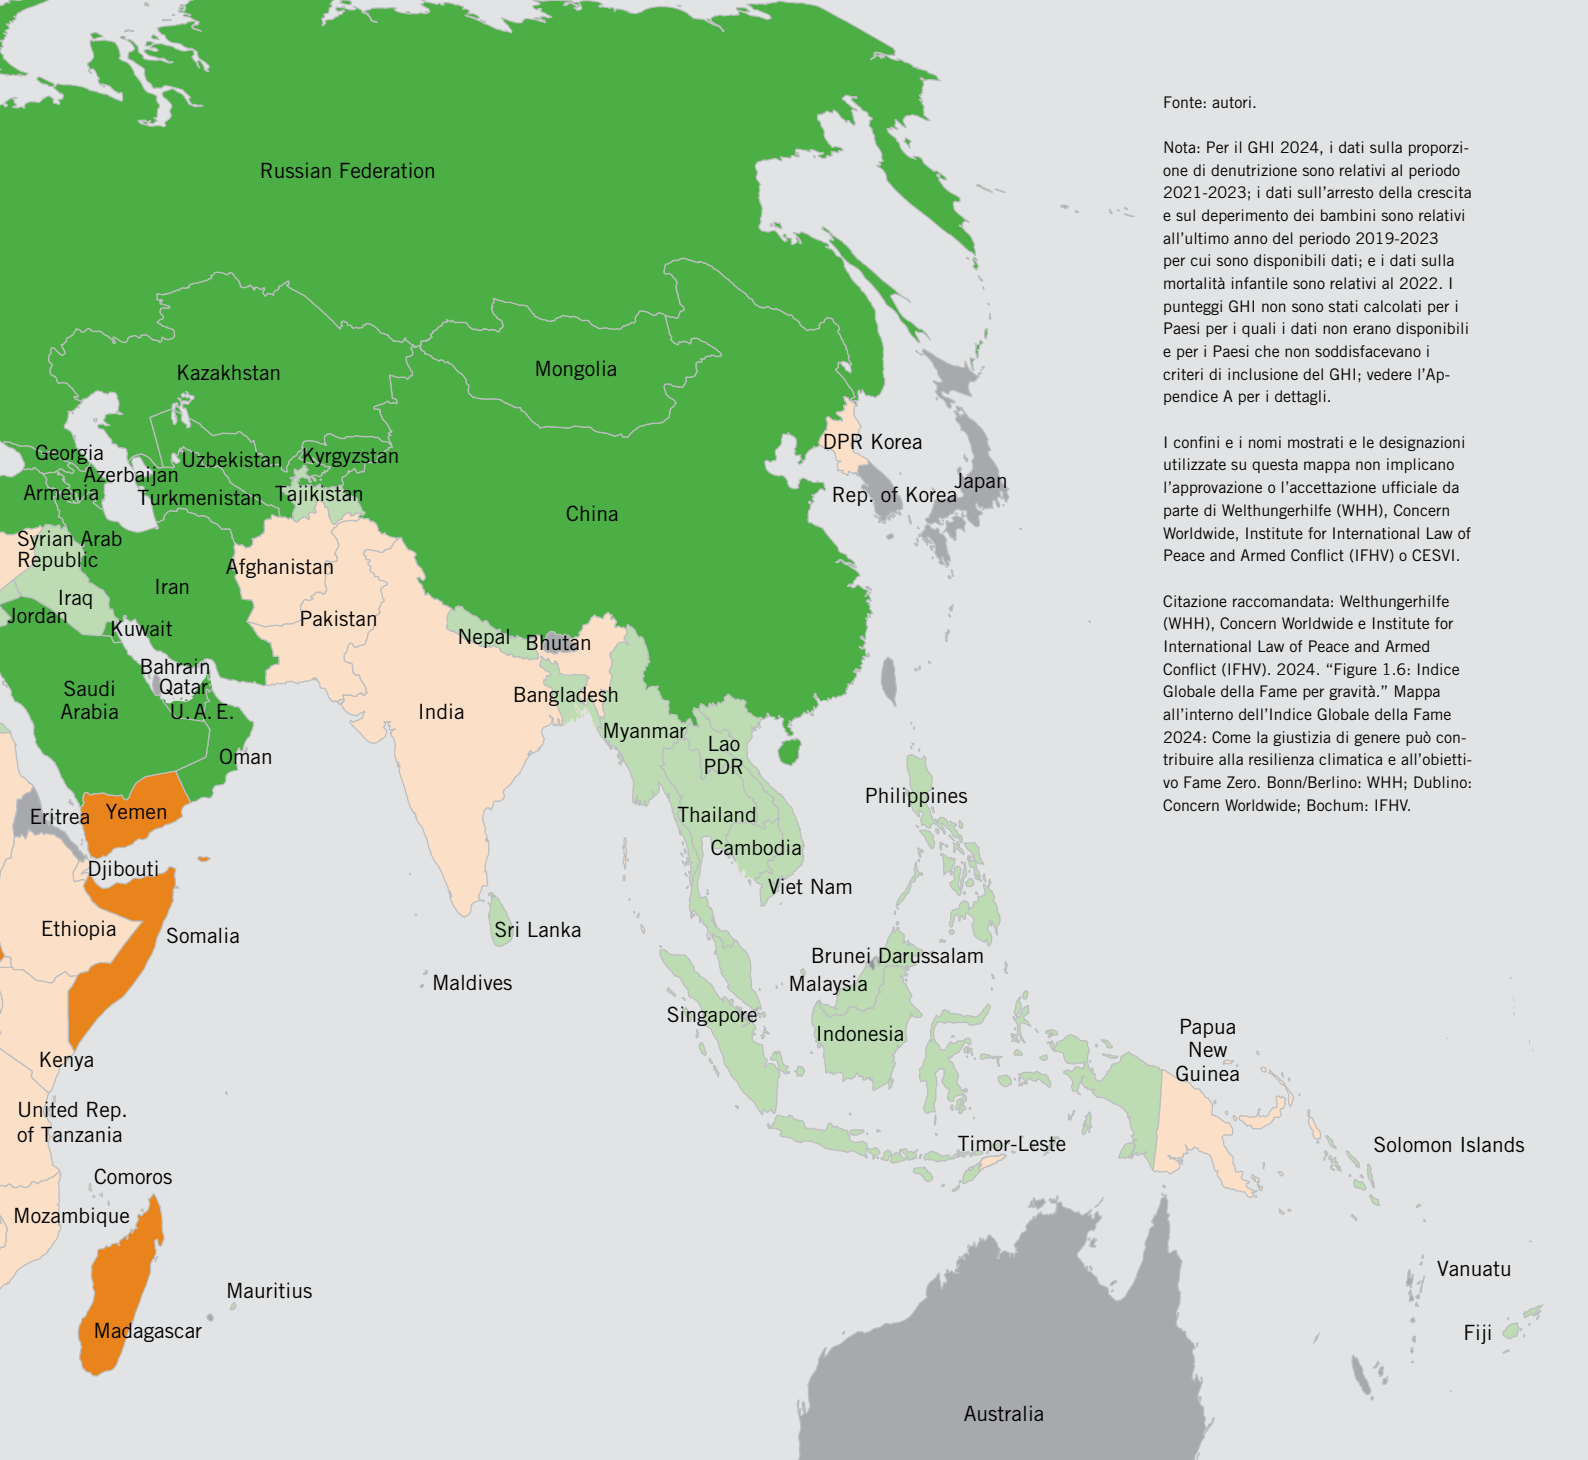 Russian Federation
Kazakhstan
Mongolia
Georgia
Azerbaijan
Uzbekistan
Kyrgyzstan
Armenia
Turkmenistan
Tajikistan
DPR Korea
Rep. of Korea
Japan
China
Syrian Arab
Republic
Iran
Afghanistan
Iraq
Jordan
Kuwait
Pakistan
Nepal
Bhutan
Bahrain
Qatar
Saudi
Arabia
U. A. E.
Bangladesh
India
Myanmar
Lao
PDR
Oman
Yemen
Eritrea
Philippines
Thailand
Cambodia
Djibouti
Viet Nam
Ethiopia
Somalia
Sri Lanka
Brunei Darussalam
Maldives
Malaysia
Singapore
Indonesia
Papua
New
Guinea
Kenya
United Rep.
of Tanzania
Timor-Leste
Solomon Islands
Comoros
Mozambique
Vanuatu
Mauritius
Madagascar
Fiji
Australia
Fonte: autori.
Nota: Per il GHI 2024, i dati sulla proporzi-
one di denutrizione sono relativi al periodo
2021-2023; i dati sull'arresto della crescita
e sul deperimento dei bambini sono relativi
all'ultimo anno del periodo 2019-2023
per cui sono disponibili dati; e i dati sulla
mortalità infantile sono relativi al 2022. I
punteggi GHI non sono stati calcolati per i
Paesi per i quali i dati non erano disponibili
e per i Paesi che non soddisfacevano i
criteri di inclusione del GHI; vedere l'Ap-
pendice A per i dettagli.
I confini e i nomi mostrati e le designazioni
utilizzate su questa mappa non implicano
l'approvazione o l'accettazione ufficiale da
parte di Welthungerhilfe (WHH), Concern
Worldwide, Institute for International Law of
Peace and Armed Conflict (IFHV) o CESVI.
Citazione raccomandata: Welthungerhilfe
(WHH), Concern Worldwide e Institute for
International Law of Peace and Armed
Conflict (IFHV). 2024. “Figure 1.6: Indice
Globale della Fame per gravità.” Mappa
all'interno dell'Indice Globale della Fame
2024: Come la giustizia di genere può con-
tribuire alla resilienza climatica e all'obietti-
vo Fame Zero. Bonn/Berlino: WHH; Dublino:
Concern Worldwide; Bochum: IFHV.